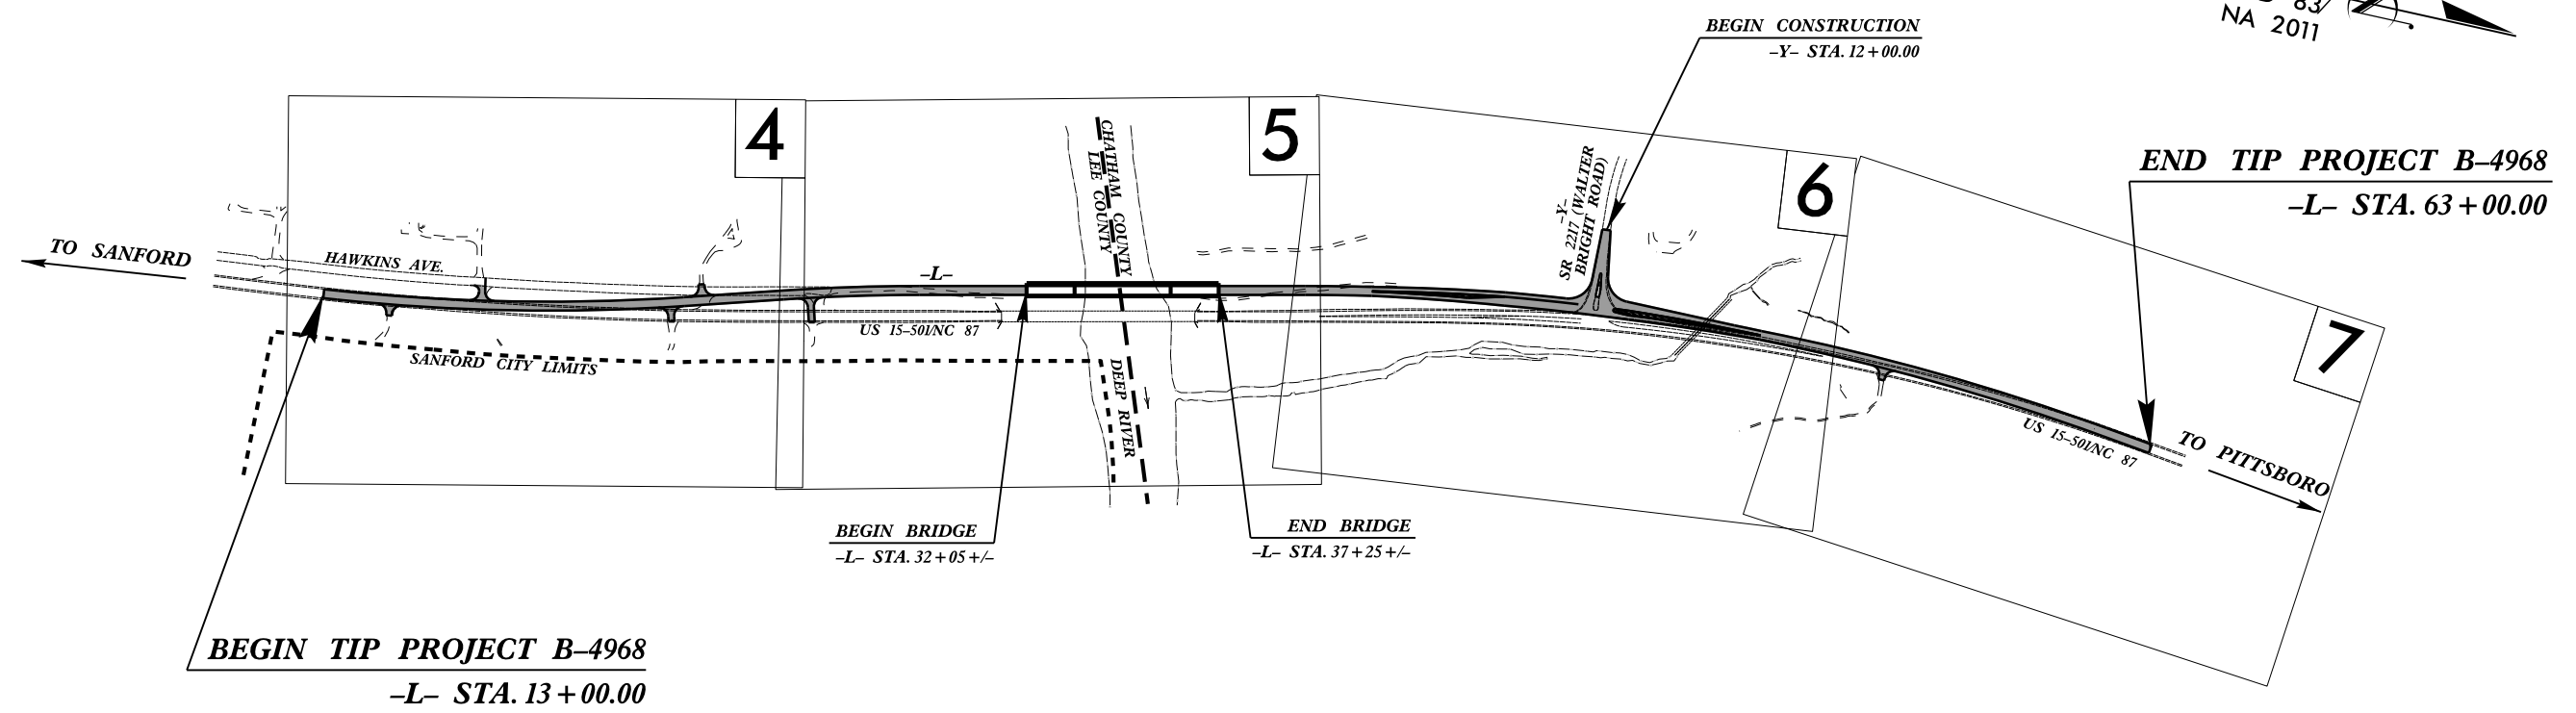 BEGIN CONSTRUCTION
–Y– STA. 12+00.00
83/
NA 2011
4
5
6
7
END TIP PROJECT B–4968
–L– STA. 63+00.00
TO SANFORD
HAWKINS AVE.
–L–
CHATHAM COUNTY
LEE COUNTY
–Y–
SR 2217 (WALTER
BRIGHT ROAD)
US 15–501/NC 87
SANFORD CITY LIMITS
DEEP RIVER
US 15–501/NC 87
TO PITTSBORO
BEGIN BRIDGE
–L– STA. 32+05 +/–
END BRIDGE
–L– STA. 37+25 +/–
BEGIN TIP PROJECT B–4968
–L– STA. 13+00.00